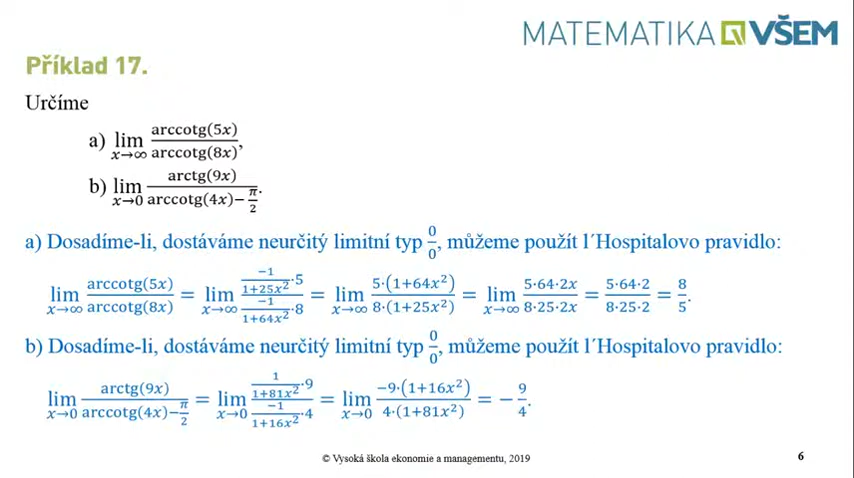 MATEMATIKA VŠEM
Příklad 17.
Určíme
a) lim x→∞ arccotg(5x)/arccotg(8x),
b) lim x→0 arctg(9x)/(arccotg(4x)−π/2).
a) Dosadíme-li, dostáváme neurčitý limitní typ 0/0, můžeme použít l´Hospitalovo pravidlo:
lim x→∞ arccotg(5x)/arccotg(8x) = lim x→∞ (−1/(1+25x²)·5)/(−1/(1+64x²)·8) = lim x→∞ 5·(1+64x²)/8·(1+25x²) = lim x→∞ 5·64·2x/8·25·2x = 5·64·2/8·25·2 = 8/5.
b) Dosadíme-li, dostáváme neurčitý limitní typ 0/0, můžeme použít l´Hospitalovo pravidlo:
lim x→0 arctg(9x)/(arccotg(4x)−π/2) = lim x→0 (1/(1+81x²)·9)/(−1/(1+16x²)·4) = lim x→0 −9·(1+16x²)/4·(1+81x²) = −9/4.
© Vysoká škola ekonomie a managementu, 2019
6